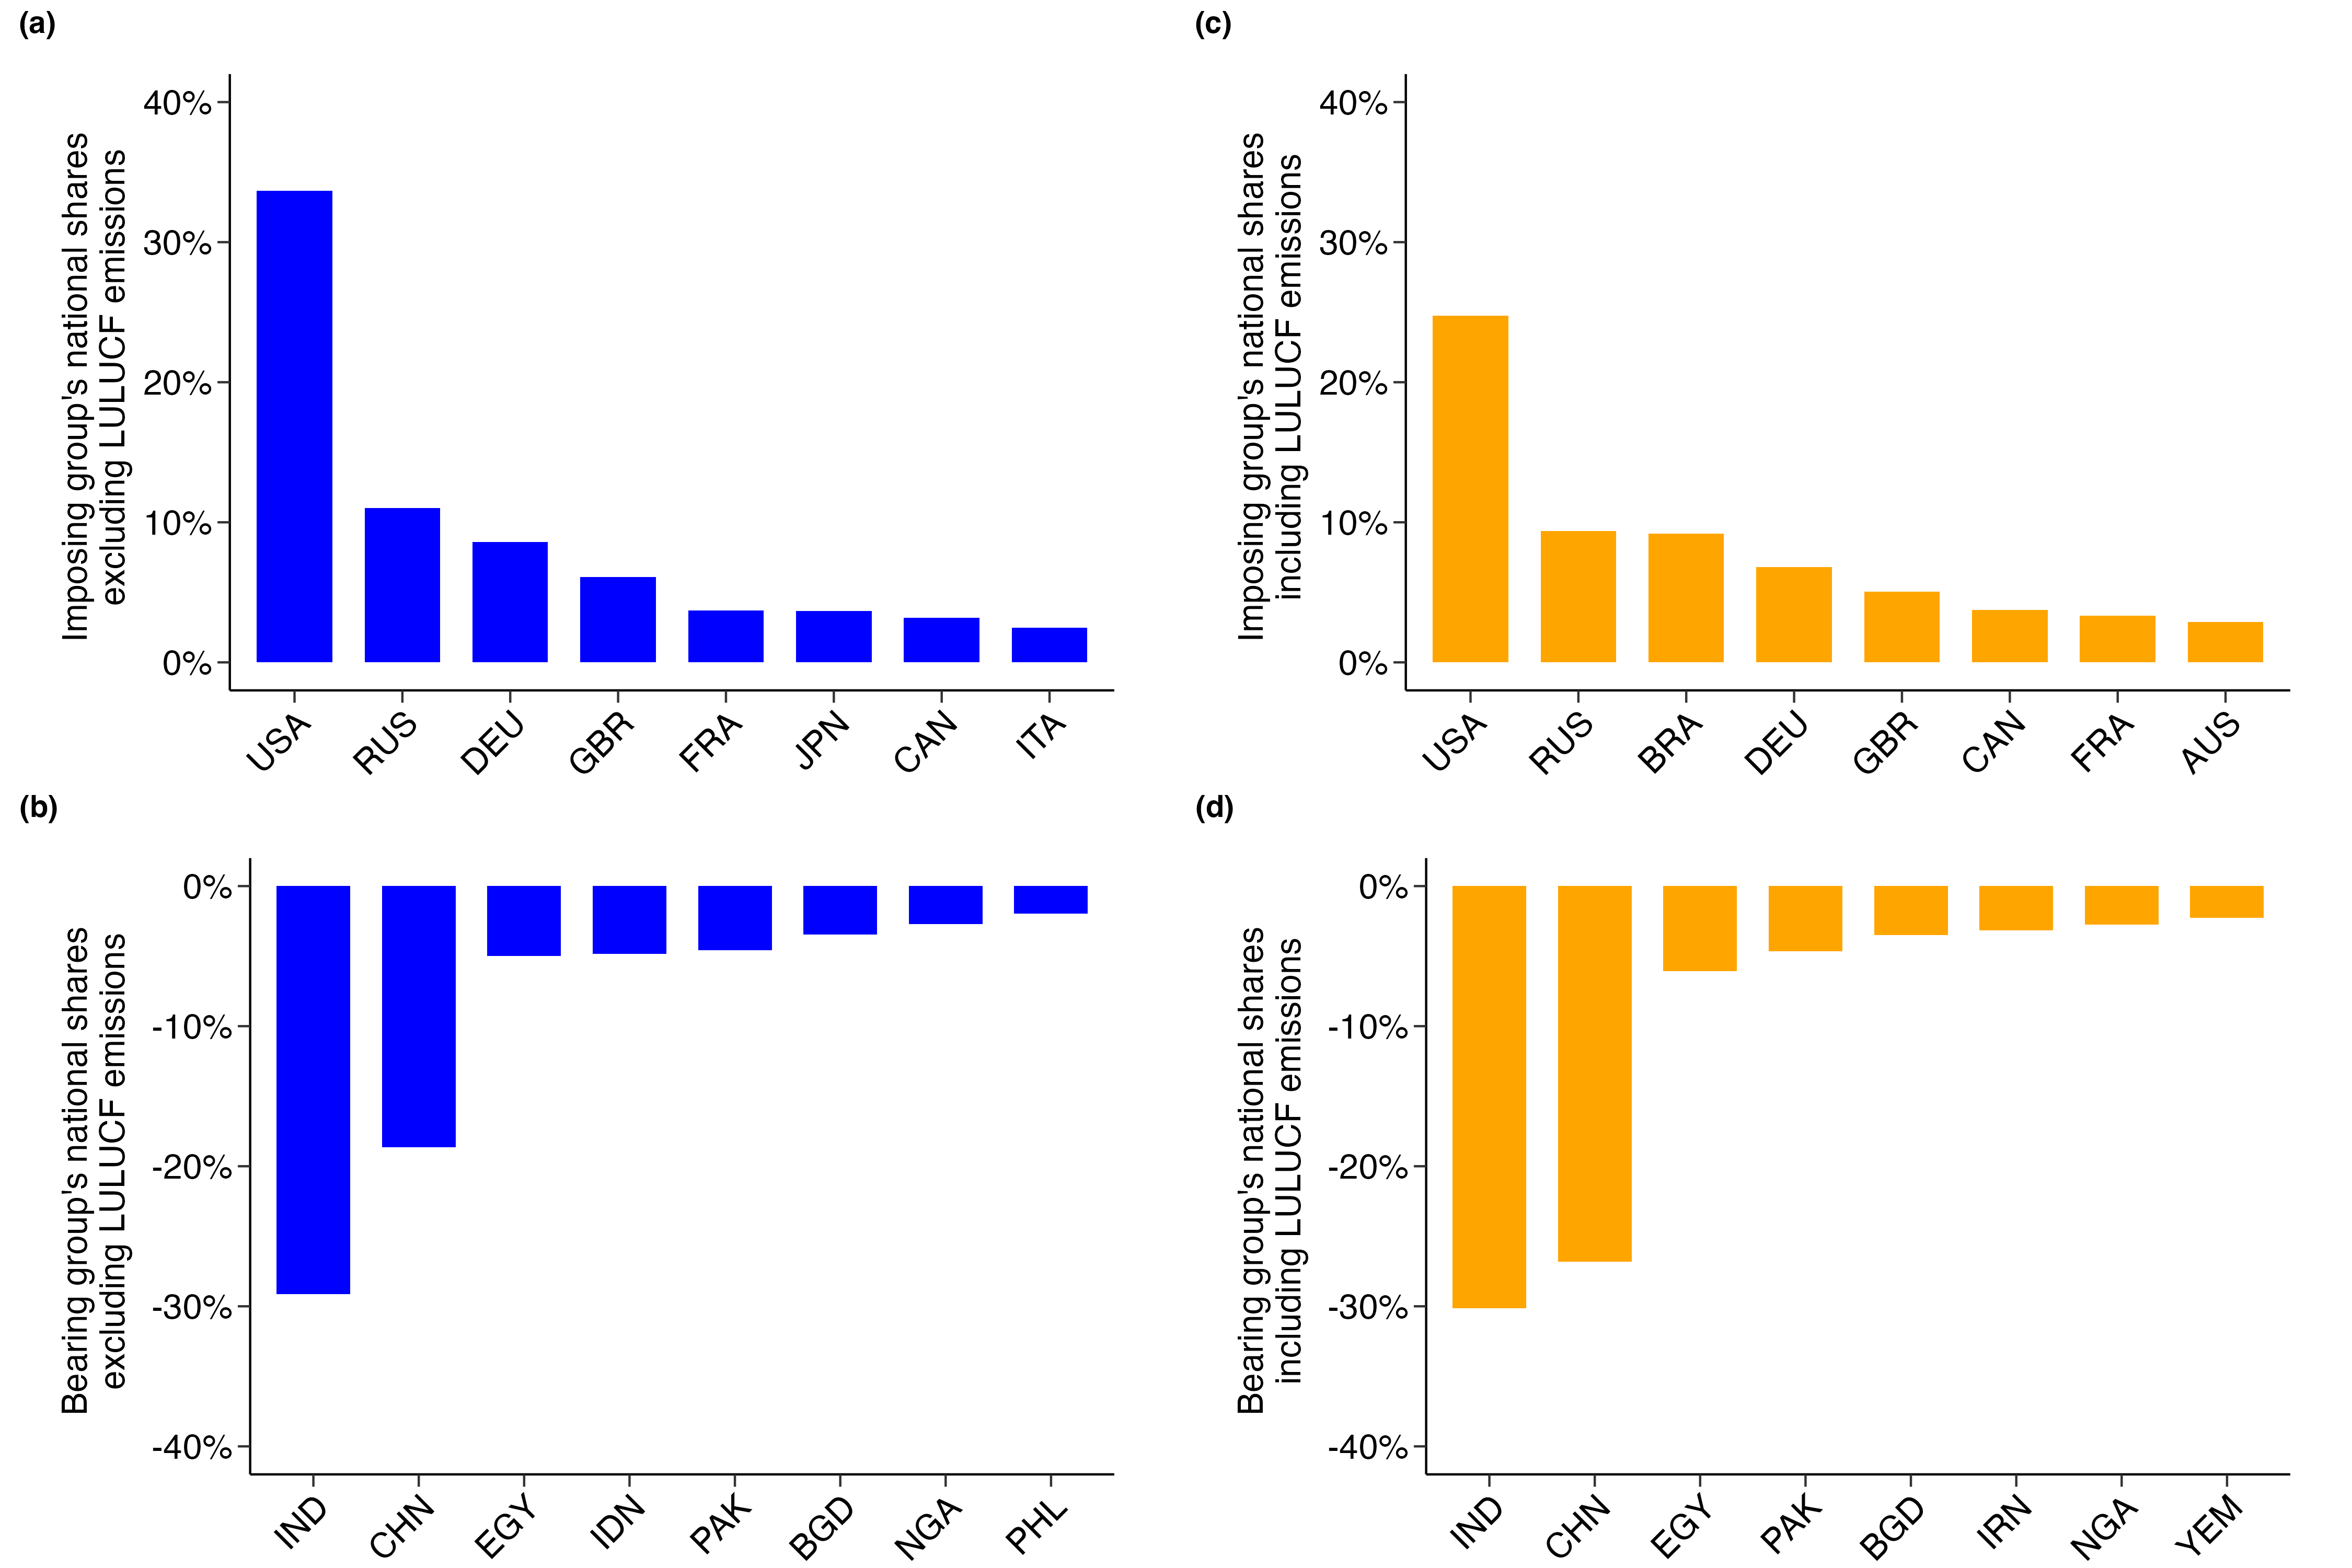 (a)
Imposing group's national shares
excluding LULUCF emissions
40%
30%
20%
10%
0%
USA
RUS
DEU
GBR
FRA
JPN
CAN
ITA
(c)
Imposing group's national shares
including LULUCF emissions
40%
30%
20%
10%
0%
USA
RUS
BRA
DEU
GBR
CAN
FRA
AUS
(b)
Bearing group's national shares
excluding LULUCF emissions
0%
-10%
-20%
-30%
-40%
IND
CHN
EGY
IDN
PAK
BGD
NGA
PHL
(d)
Bearing group's national shares
including LULUCF emissions
0%
-10%
-20%
-30%
-40%
IND
CHN
EGY
PAK
BGD
IRN
NGA
YEM